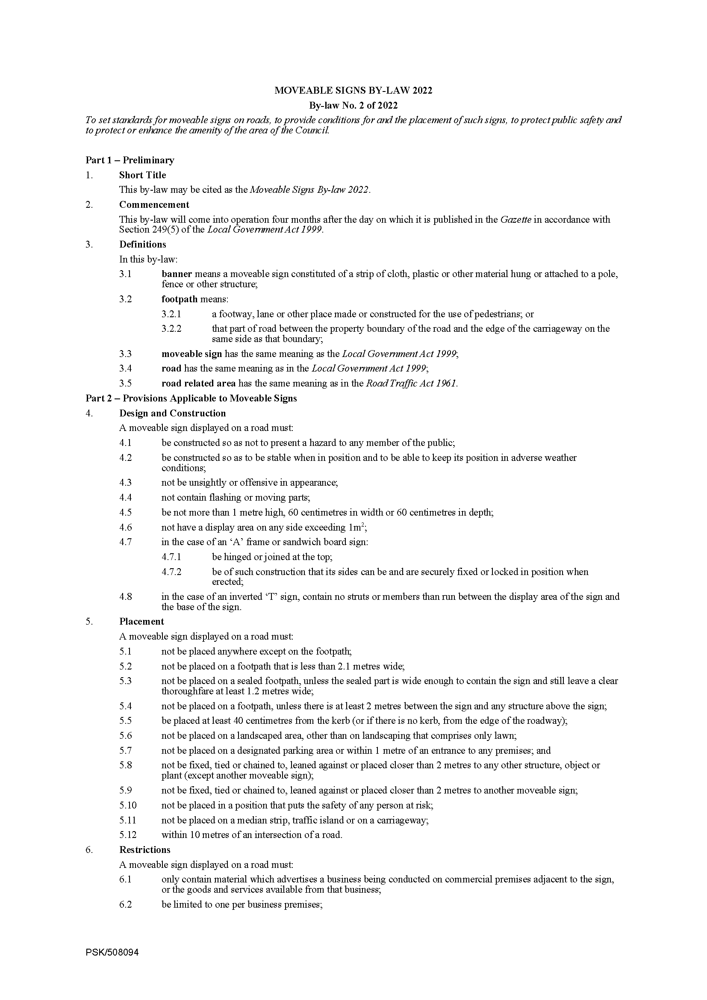 MOVEABLE SIGNS BY-LAW 2022
By-law No. 2 of 2022
To set standards for moveable signs on roads, to provide conditions for and the placement of such signs, to protect public safety and
to protect or enhance the amenity of the area of the Council.
Part 1 – Preliminary
1. Short Title
This by-law may be cited as the Moveable Signs By-law 2022.
2. Commencement
This by-law will come into operation four months after the day on which it is published in the Gazette in accordance with
Section 249(5) of the Local Government Act 1999.
3. Definitions
In this by-law:
3.1 banner means a moveable sign constituted of a strip of cloth, plastic or other material hung or attached to a pole,
fence or other structure;
3.2 footpath means:
3.2.1 a footway, lane or other place made or constructed for the use of pedestrians; or
3.2.2 that part of road between the property boundary of the road and the edge of the carriageway on the
same side as that boundary;
3.3 moveable sign has the same meaning as the Local Government Act 1999;
3.4 road has the same meaning as in the Local Government Act 1999;
3.5 road related area has the same meaning as in the Road Traffic Act 1961.
Part 2 – Provisions Applicable to Moveable Signs
4. Design and Construction
A moveable sign displayed on a road must:
4.1 be constructed so as not to present a hazard to any member of the public;
4.2 be constructed so as to be stable when in position and to be able to keep its position in adverse weather
conditions;
4.3 not be unsightly or offensive in appearance;
4.4 not contain flashing or moving parts;
4.5 be not more than 1 metre high, 60 centimetres in width or 60 centimetres in depth;
4.6 not have a display area on any side exceeding 1m²;
4.7 in the case of an ‘A’ frame or sandwich board sign:
4.7.1 be hinged or joined at the top;
4.7.2 be of such construction that its sides can be and are securely fixed or locked in position when
erected;
4.8 in the case of an inverted ‘T’ sign, contain no struts or members than run between the display area of the sign and
the base of the sign.
5. Placement
A moveable sign displayed on a road must:
5.1 not be placed anywhere except on the footpath;
5.2 not be placed on a footpath that is less than 2.1 metres wide;
5.3 not be placed on a sealed footpath, unless the sealed part is wide enough to contain the sign and still leave a clear
thoroughfare at least 1.2 metres wide;
5.4 not be placed on a footpath, unless there is at least 2 metres between the sign and any structure above the sign;
5.5 be placed at least 40 centimetres from the kerb (or if there is no kerb, from the edge of the roadway);
5.6 not be placed on a landscaped area, other than on landscaping that comprises only lawn;
5.7 not be placed on a designated parking area or within 1 metre of an entrance to any premises; and
5.8 not be fixed, tied or chained to, leaned against or placed closer than 2 metres to any other structure, object or
plant (except another moveable sign);
5.9 not be fixed, tied or chained to, leaned against or placed closer than 2 metres to another moveable sign;
5.10 not be placed in a position that puts the safety of any person at risk;
5.11 not be placed on a median strip, traffic island or on a carriageway;
5.12 within 10 metres of an intersection of a road.
6. Restrictions
A moveable sign displayed on a road must:
6.1 only contain material which advertises a business being conducted on commercial premises adjacent to the sign,
or the goods and services available from that business;
6.2 be limited to one per business premises;
PSK/508094